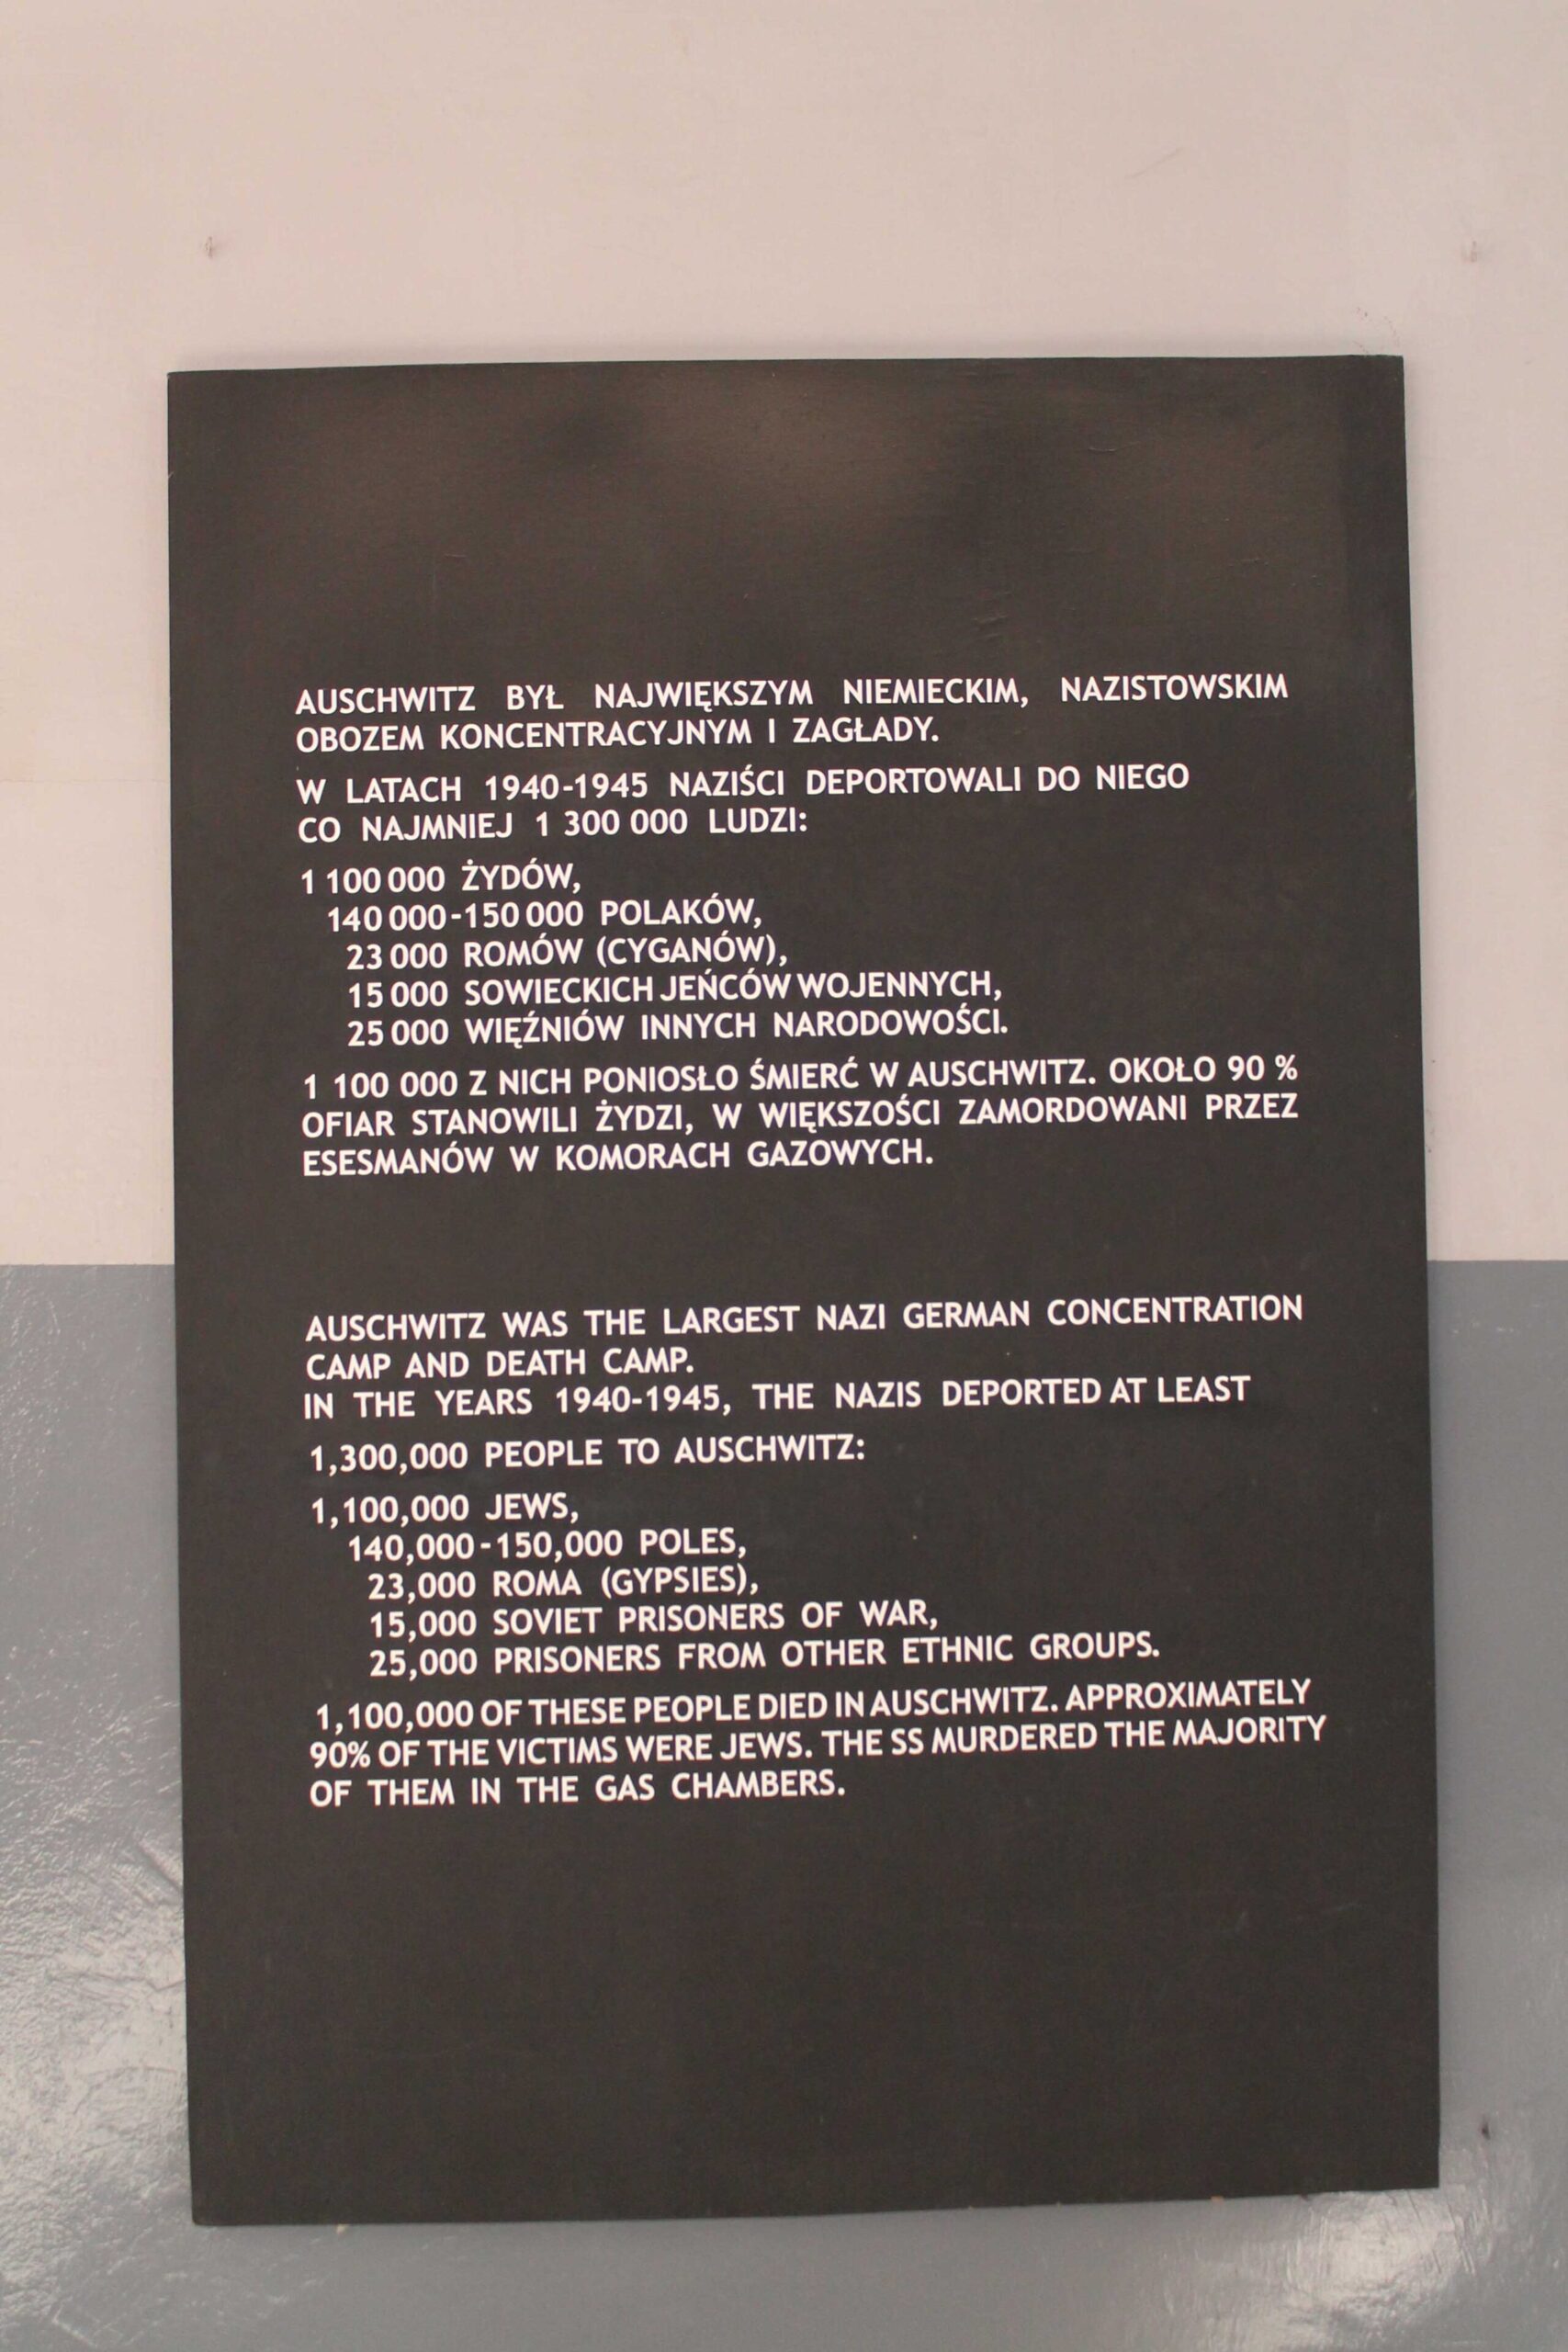 AUSCHWITZ BYŁ NAJWIĘKSZYM NIEMIECKIM, NAZISTOWSKIM
OBOZEM KONCENTRACYJNYM I ZAGŁADY.
W LATACH 1940-1945 NAZIŚCI DEPORTOWALI DO NIEGO
CO NAJMNIEJ 1 300 000 LUDZI:
1 100 000 ŻYDÓW,
140 000-150 000 POLAKÓW,
23 000 ROMÓW (CYGANÓW),
15 000 SOWIECKICH JEŃCÓW WOJENNYCH,
25 000 WIĘŹNIÓW INNYCH NARODOWOŚCI.
1 100 000 Z NICH PONIOSŁO ŚMIERĆ W AUSCHWITZ. OKOŁO 90 %
OFIAR STANOWILI ŻYDZI, W WIĘKSZOŚCI ZAMORDOWANI PRZEZ
ESESMANÓW W KOMORACH GAZOWYCH.
AUSCHWITZ WAS THE LARGEST NAZI GERMAN CONCENTRATION
CAMP AND DEATH CAMP.
IN THE YEARS 1940-1945, THE NAZIS DEPORTED AT LEAST
1,300,000 PEOPLE TO AUSCHWITZ:
1,100,000 JEWS,
140,000-150,000 POLES,
23,000 ROMA (GYPSIES),
15,000 SOVIET PRISONERS OF WAR,
25,000 PRISONERS FROM OTHER ETHNIC GROUPS.
1,100,000 OF THESE PEOPLE DIED IN AUSCHWITZ. APPROXIMATELY
90% OF THE VICTIMS WERE JEWS. THE SS MURDERED THE MAJORITY
OF THEM IN THE GAS CHAMBERS.